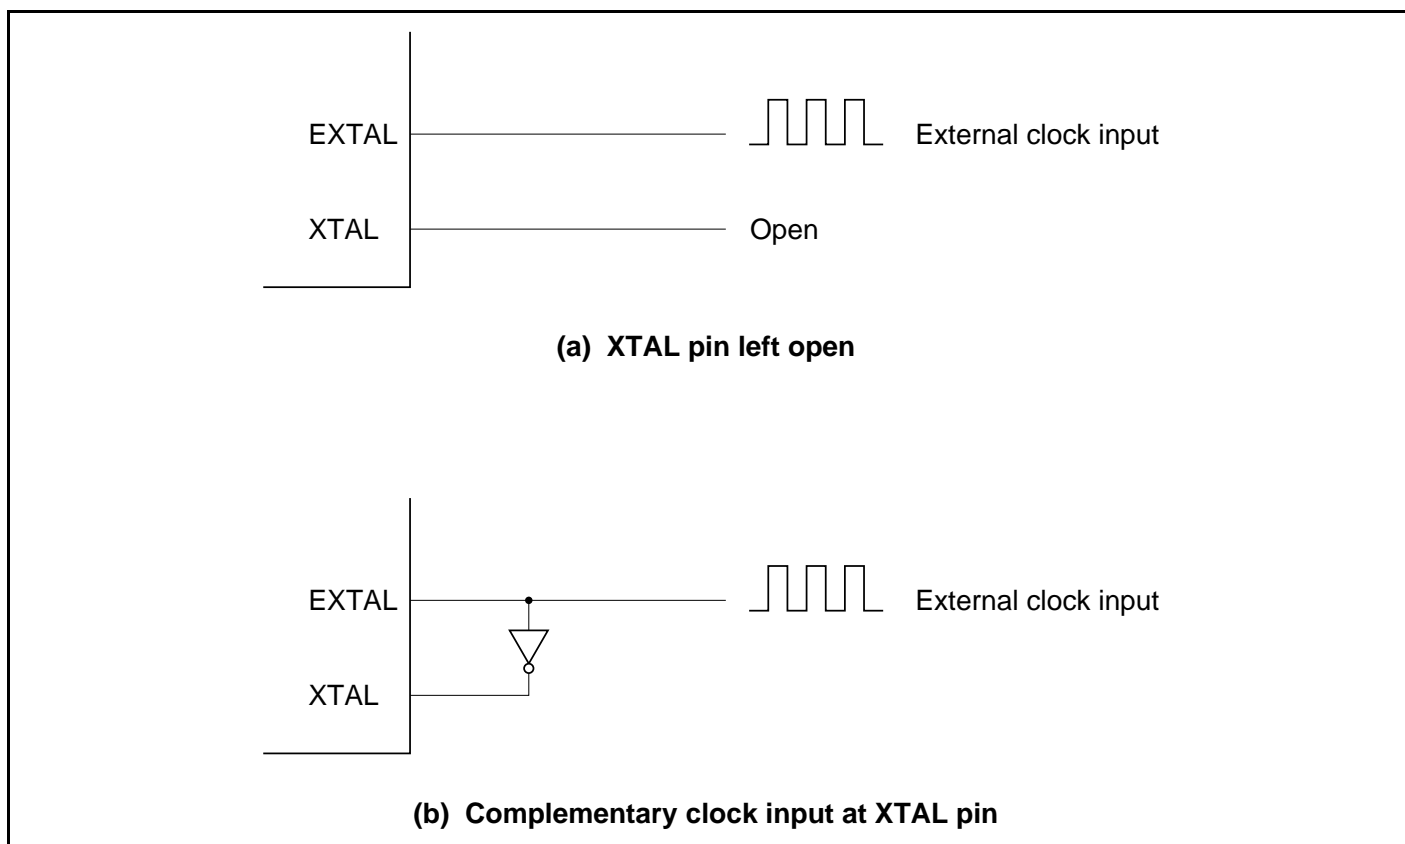 EXTAL
External clock input
XTAL
Open
(a) XTAL pin left open
EXTAL
External clock input
XTAL
(b) Complementary clock input at XTAL pin